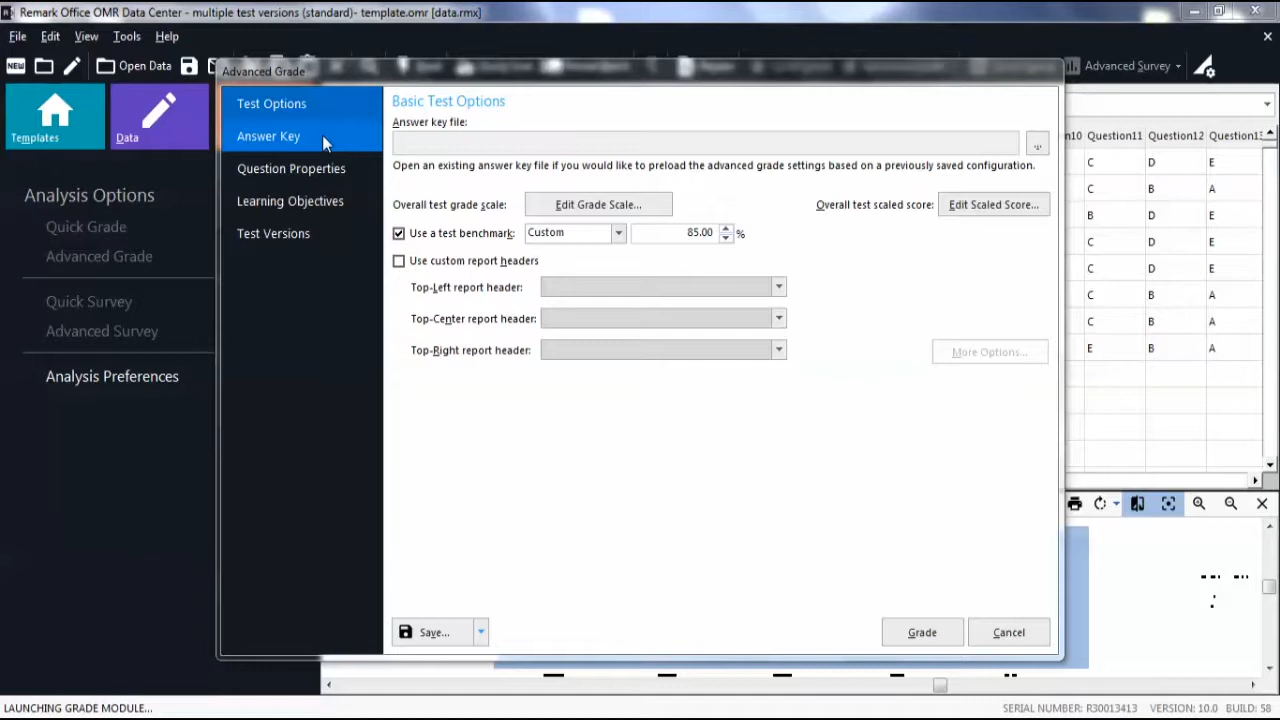 Remark Office OMR Data Center - multiple test versions (standard)- template.omr [data.rmx]
File Edit View Tools Help
NEW Open Data Advanced Survey
Advanced Grade
Templates Data
Analysis Options
Quick Grade
Advanced Grade
Quick Survey
Advanced Survey
Analysis Preferences
Test Options
Answer Key
Question Properties
Learning Objectives
Test Versions
Basic Test Options
Answer key file:
...
Open an existing answer key file if you would like to preload the advanced grade settings based on a previously saved configuration.
Overall test grade scale: Edit Grade Scale... Overall test scaled score: Edit Scaled Score...
Use a test benchmark: Custom 85.00 %
Use custom report headers
Top-Left report header:
Top-Center report header:
Top-Right report header:
More Options...
Save... Grade Cancel
Question11 Question12
C D E
C B A
B D E
C D E
C D E
C B A
C B A
E B A
LAUNCHING GRADE MODULE... SERIAL NUMBER: R30013413 VERSION: 10.0 BUILD: 58